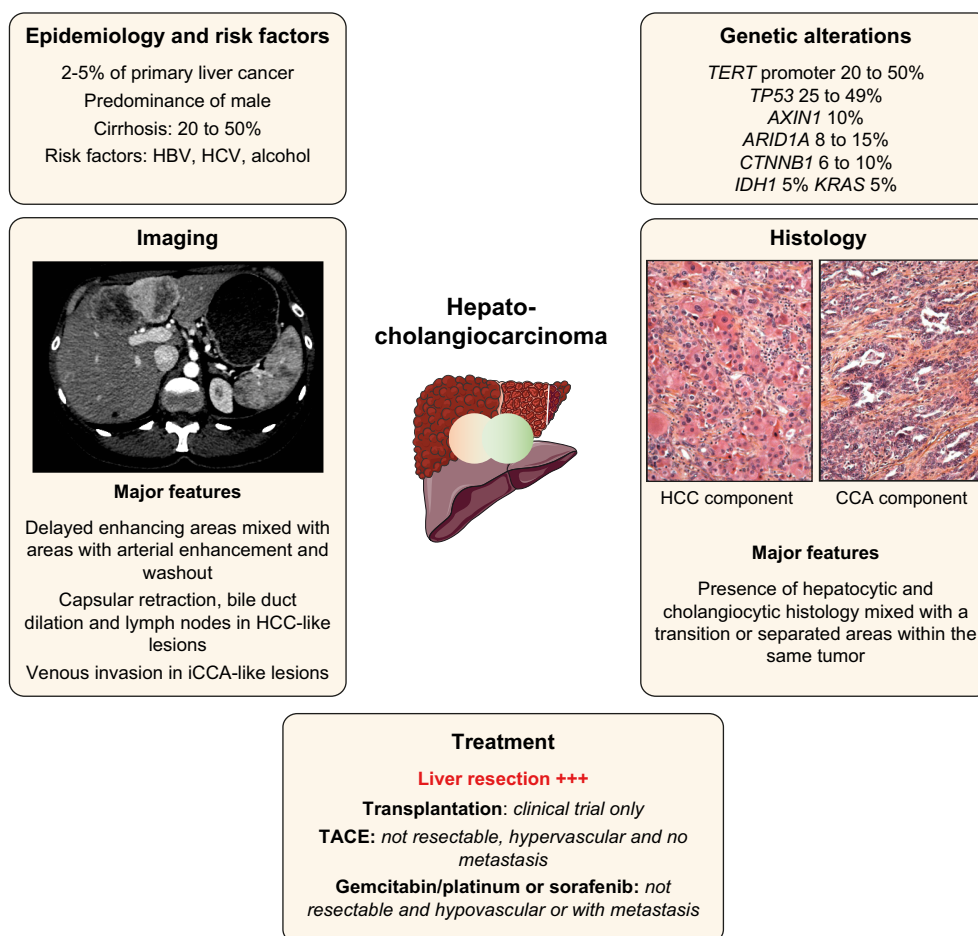 Epidemiology and risk factors
2-5% of primary liver cancer
Predominance of male
Cirrhosis: 20 to 50%
Risk factors: HBV, HCV, alcohol
Genetic alterations
TERT promoter 20 to 50%
TP53 25 to 49%
AXIN1 10%
ARID1A 8 to 15%
CTNNB1 6 to 10%
IDH1 5% KRAS 5%
Imaging
Major features
Delayed enhancing areas mixed with
areas with arterial enhancement and
washout
Capsular retraction, bile duct
dilation and lymph nodes in HCC-like
lesions
Venous invasion in iCCA-like lesions
Hepato-
cholangiocarcinoma
Histology
HCC component
CCA component
Major features
Presence of hepatocytic and
cholangiocytic histology mixed with a
transition or separated areas within the
same tumor
Treatment
Liver resection +++
Transplantation: clinical trial only
TACE: not resectable, hypervascular and no
metastasis
Gemcitabin/platinum or sorafenib: not
resectable and hypovascular or with metastasis